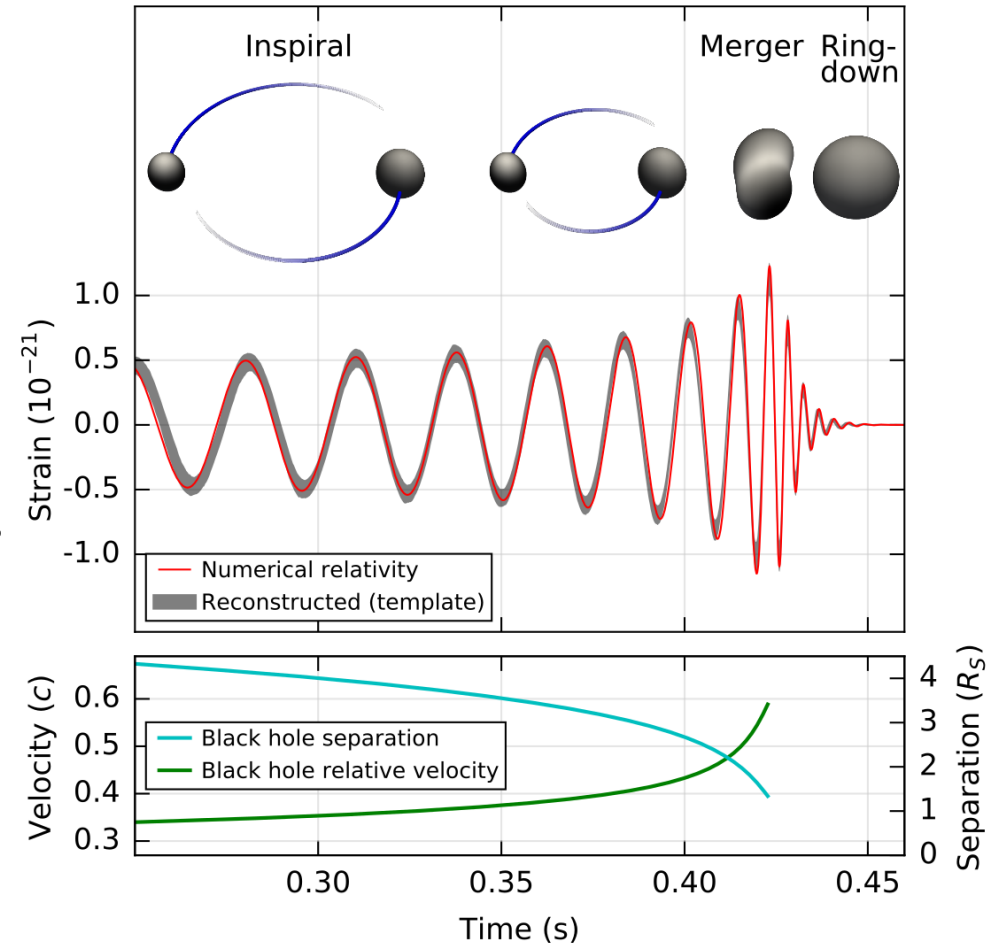 Inspiral
Merger
Ring-
down
Strain (10⁻²¹)
1.0
0.5
0.0
-0.5
-1.0
Numerical relativity
Reconstructed (template)
Velocity (c)
0.6
0.5
0.4
0.3
Black hole separation
Black hole relative velocity
4
3
2
1
0
Separation (R_S)
0.30 0.35 0.40 0.45
Time (s)